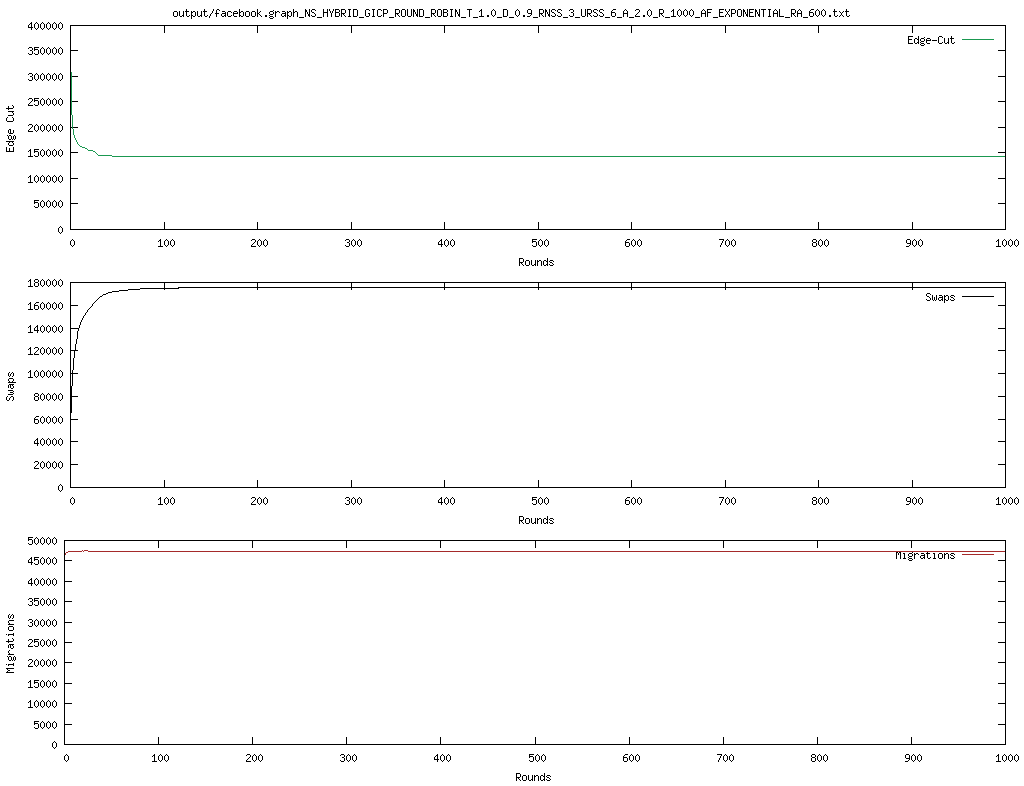 output/facebook.graph_NS_HYBRID_GICP_ROUND_ROBIN_T_1.0_D_0.9_RNSS_3_URSS_6_A_2.0_R_1000_AF_EXPONENTIAL_RA_600.txt
400000
350000
300000
250000
200000
150000
100000
50000
0
Edge Cut
Edge-Cut
0 100 200 300 400 500 600 700 800 900 1000
Rounds
180000
160000
140000
120000
100000
80000
60000
40000
20000
0
Swaps
Swaps
0 100 200 300 400 500 600 700 800 900 1000
Rounds
50000
45000
40000
35000
30000
25000
20000
15000
10000
5000
0
Migrations
Migrations
0 100 200 300 400 500 600 700 800 900 1000
Rounds